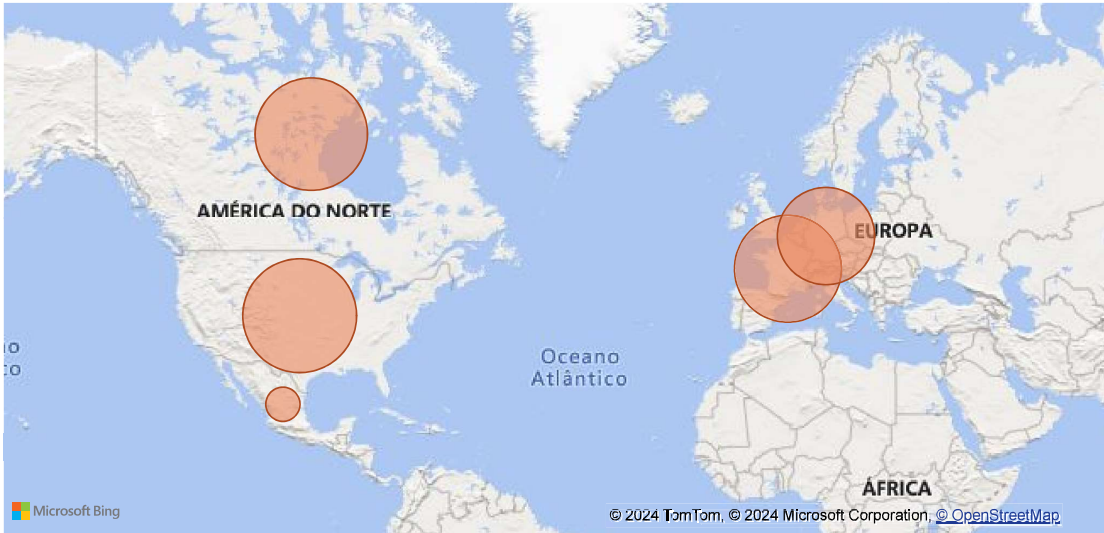 AMÉRICA DO NORTE
EUROPA
Oceano
Atlântico
ÁFRICA
Microsoft Bing
© 2024 TomTom, © 2024 Microsoft Corporation, © OpenStreetMap